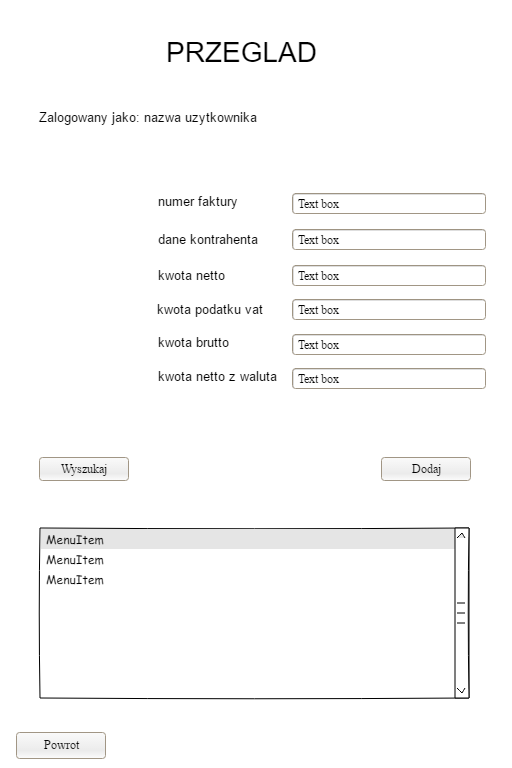 PRZEGLAD
Zalogowany jako: nazwa uzytkownika
numer faktury Text box
dane kontrahenta Text box
kwota netto Text box
kwota podatku vat Text box
kwota brutto Text box
kwota netto z waluta Text box
Wyszukaj Dodaj
MenuItem
MenuItem
MenuItem
Powrot